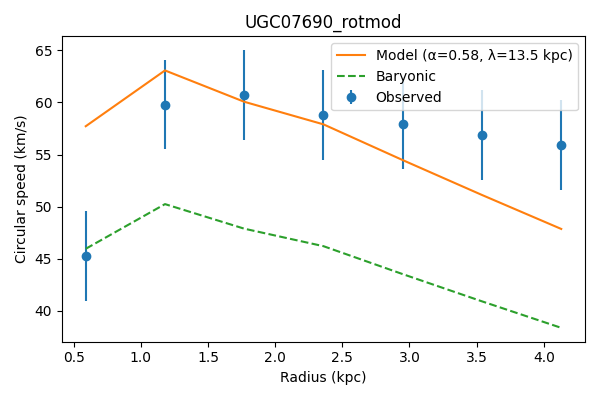 UGC07690_rotmod
Circular speed (km/s)
65
60
55
50
45
40
Model (α=0.58, λ=13.5 kpc)
Baryonic
Observed
0.5 1.0 1.5 2.0 2.5 3.0 3.5 4.0
Radius (kpc)